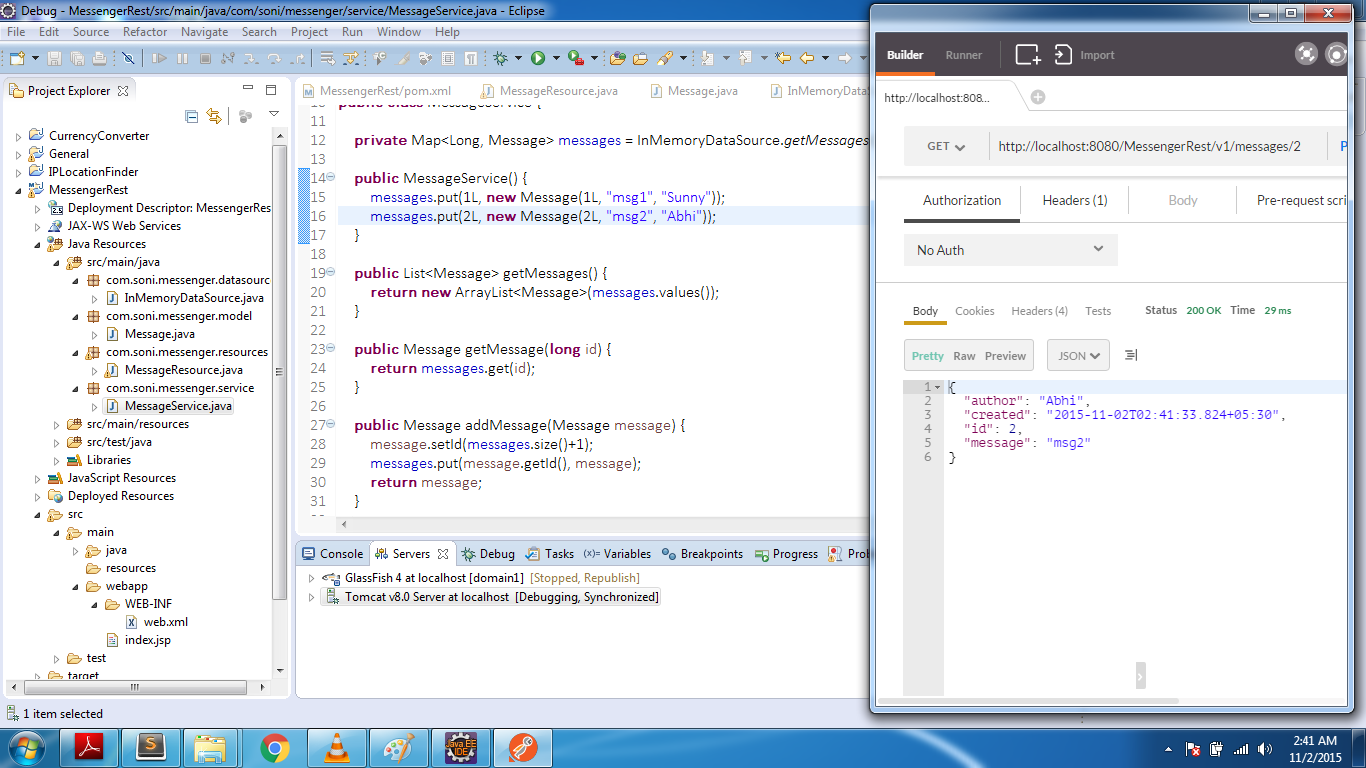 Debug - MessengerRest/src/main/java/com/soni/messenger/service/MessageService.java - Eclipse
File Edit Source Refactor Navigate Search Project Run Window Help
Project Explorer
CurrencyConverter
General
IPLocationFinder
MessengerRest
Deployment Descriptor: MessengerRes
JAX-WS Web Services
Java Resources
src/main/java
com.soni.messenger.datasourc
InMemoryDataSource.java
com.soni.messenger.model
Message.java
com.soni.messenger.resources
MessageResource.java
com.soni.messenger.service
MessageService.java
src/main/resources
src/test/java
Libraries
JavaScript Resources
Deployed Resources
src
main
java
resources
webapp
WEB-INF
web.xml
index.jsp
test
target
1 item selected
MessengerRest/pom.xml MessageResource.java Message.java InMemoryDataS
10 public class MessageService {
11
12 private Map<Long, Message> messages = InMemoryDataSource.getMessages
13
14 public MessageService() {
15 messages.put(1L, new Message(1L, "msg1", "Sunny"));
16 messages.put(2L, new Message(2L, "msg2", "Abhi"));
17 }
18
19 public List<Message> getMessages() {
20 return new ArrayList<Message>(messages.values());
21 }
22
23 public Message getMessage(long id) {
24 return messages.get(id);
25 }
26
27 public Message addMessage(Message message) {
28 message.setId(messages.size()+1);
29 messages.put(message.getId(), message);
30 return message;
31 }
Console Servers Debug Tasks (x)= Variables Breakpoints Progress Prob
GlassFish 4 at localhost [domain1] [Stopped, Republish]
Tomcat v8.0 Server at localhost [Debugging, Synchronized]
Builder Runner Import
http://localhost:808...
GET http://localhost:8080/MessengerRest/v1/messages/2 P
Authorization Headers (1) Body Pre-request scri
No Auth
Body Cookies Headers (4) Tests Status 200 OK Time 29 ms
Pretty Raw Preview JSON
1 {
2 "author": "Abhi",
3 "created": "2015-11-02T02:41:33.824+05:30",
4 "id": 2,
5 "message": "msg2"
6 }
Java EE
IDE
2:41 AM
11/2/2015